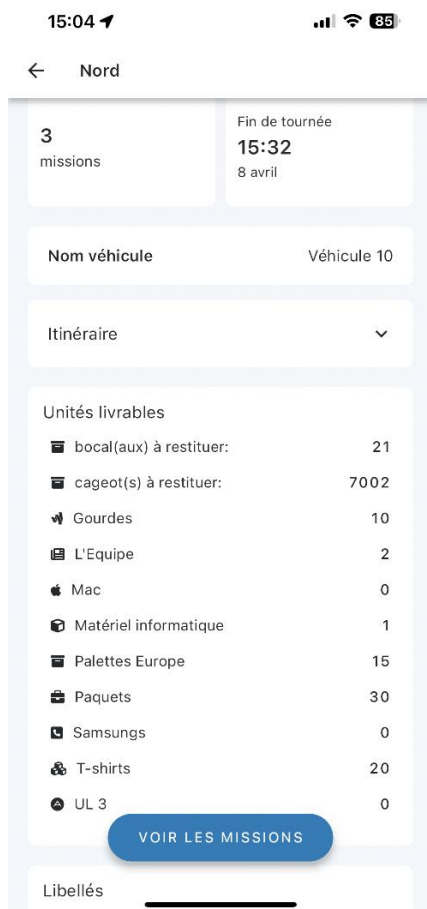 15:04
85
Nord
3
missions
Fin de tournée
15:32
8 avril
Nom véhicule Véhicule 10
Itinéraire
Unités livrables
bocal(aux) à restituer: 21
cageot(s) à restituer: 7002
Gourdes 10
L'Equipe 2
Mac 0
Matériel informatique 1
Palettes Europe 15
Paquets 30
Samsungs 0
T-shirts 20
UL 3 0
VOIR LES MISSIONS
Libellés